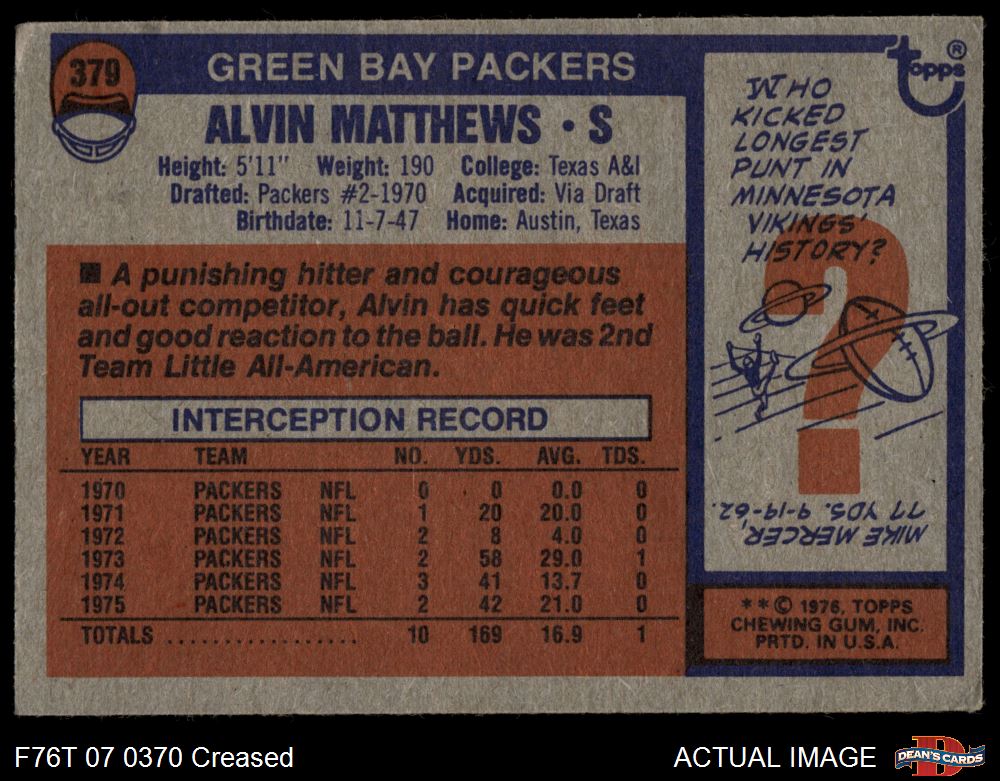 379
GREEN BAY PACKERS
ALVIN MATTHEWS • S
Height: 5'11" Weight: 190 College: Texas A&I
Drafted: Packers #2-1970 Acquired: Via Draft
Birthdate: 11-7-47 Home: Austin, Texas
■ A punishing hitter and courageous
all-out competitor, Alvin has quick feet
and good reaction to the ball. He was 2nd
Team Little All-American.
INTERCEPTION RECORD
YEAR TEAM NO. YDS. AVG. TDS.
1970 PACKERS NFL 0 0 0.0 0
1971 PACKERS NFL 1 20 20.0 0
1972 PACKERS NFL 2 8 4.0 0
1973 PACKERS NFL 2 58 29.0 1
1974 PACKERS NFL 3 41 13.7 0
1975 PACKERS NFL 2 42 21.0 0
TOTALS .................. 10 169 16.9 1
topps ®
WHO
KICKED
LONGEST
PUNT IN
MINNESOTA
VIKINGS'
HISTORY?
?
MIKE MERCER,
77 YDS. 9-19-62.
** © 1976, TOPPS
CHEWING GUM, INC.
PRTD. IN U.S.A.
F76T 07 0370 Creased
ACTUAL IMAGE
D
DEAN'S CARDS